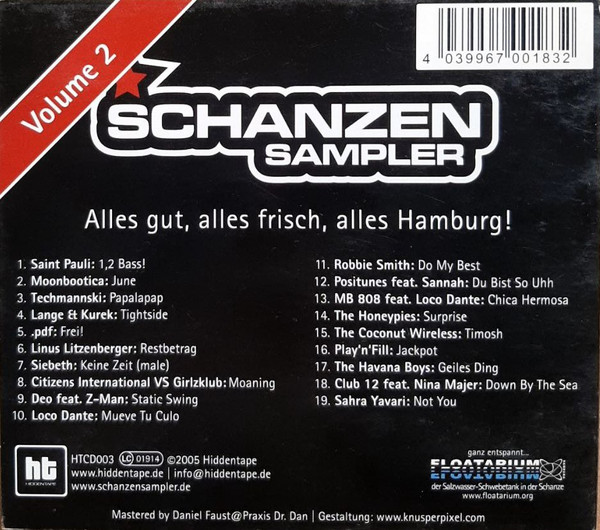 Volume 2
4 039967 001832
SCHANZEN
SAMPLER
Alles gut, alles frisch, alles Hamburg!
1. Saint Pauli: 1,2 Bass!
2. Moonbootica: June
3. Techmannski: Papalapap
4. Lange & Kurek: Tightside
5. .pdf: Frei!
6. Linus Litzenberger: Restbetrag
7. Siebeth: Keine Zeit (male)
8. Citizens International VS Girlzklub: Moaning
9. Deo feat. Z-Man: Static Swing
10. Loco Dante: Mueve Tu Culo
11. Robbie Smith: Do My Best
12. Positunes feat. Sannah: Du Bist So Uhh
13. MB 808 feat. Loco Dante: Chica Hermosa
14. The Honeypies: Surprise
15. The Coconut Wireless: Timosh
16. Play'n'Fill: Jackpot
17. The Havana Boys: Geiles Ding
18. Club 12 feat. Nina Majer: Down By The Sea
19. Sahra Yavari: Not You
ht
HIDDENTAPE
HTCD003 LC 01914 ©2005 Hiddentape
www.hiddentape.de | info@hiddentape.de
www.schanzensampler.de
ganz entspannt...
FLOATARIUM
der Salzwasser-Schwebetank in der Schanze
www.floatarium.org
Mastered by Daniel Faust@Praxis Dr. Dan | Gestaltung: www.knusperpixel.com